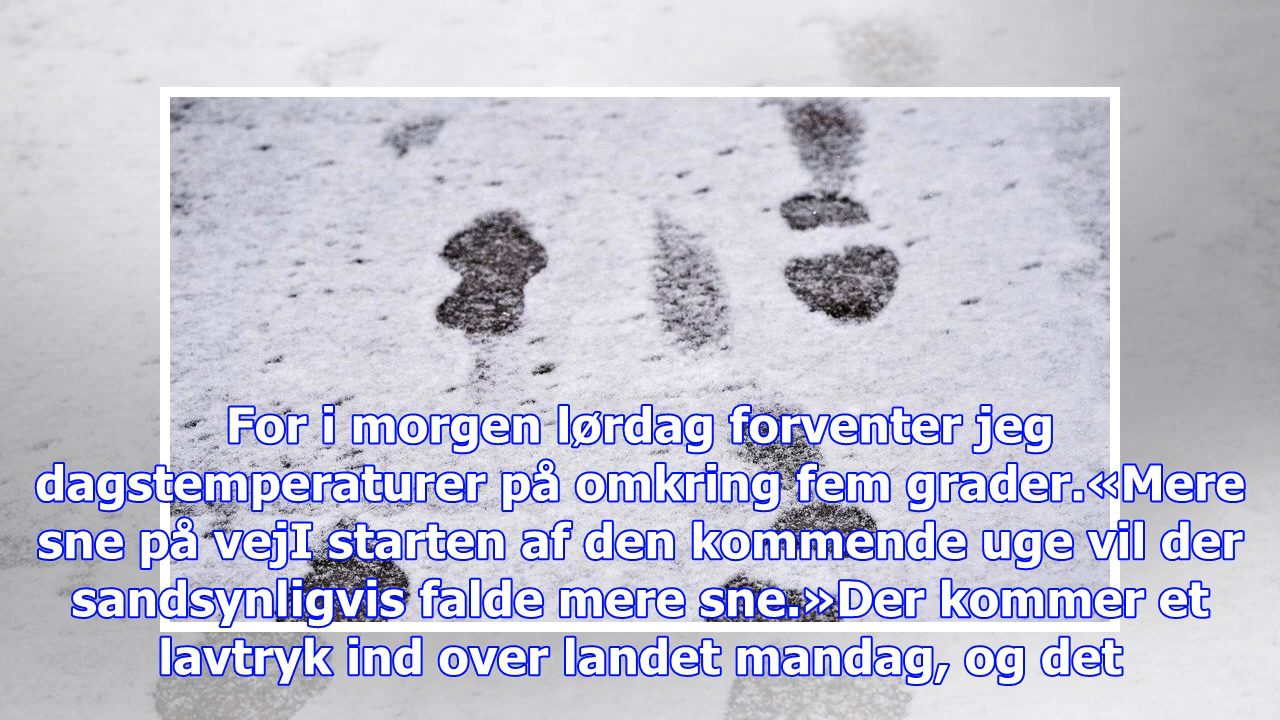 For i morgen lørdag forventer jeg
dagstemperaturer på omkring fem grader.«Mere
sne på vejI starten af den kommende uge vil der
sandsynligvis falde mere sne.»Der kommer et
lavtryk ind over landet mandag, og det